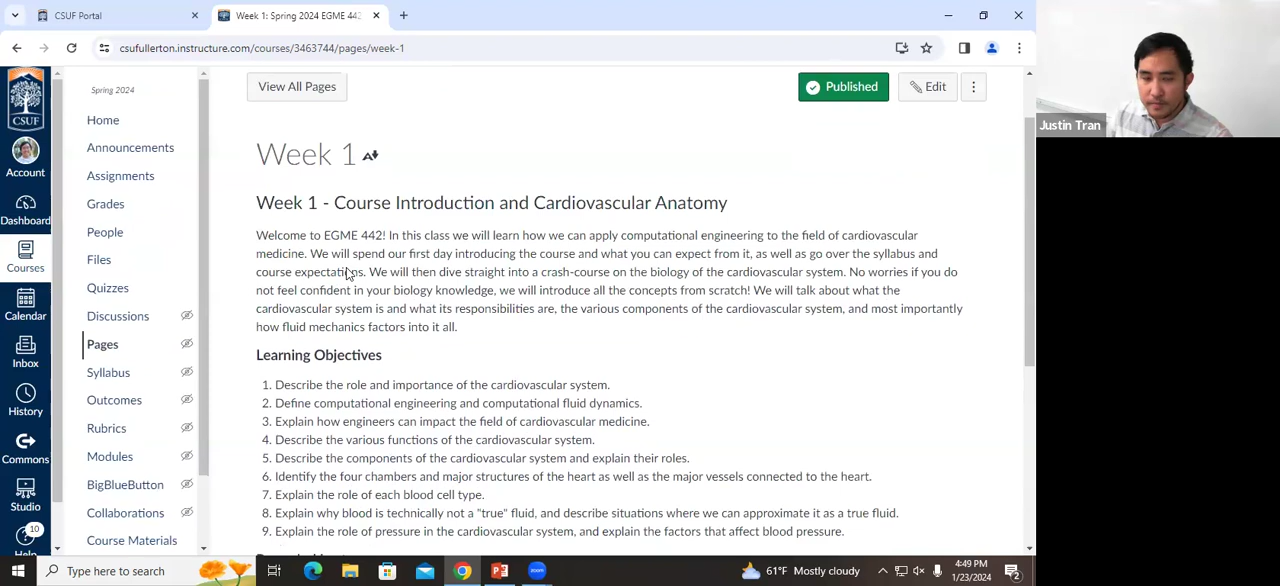 CSUF Portal
Week 1: Spring 2024 EGME 442
csufullerton.instructure.com/courses/3463744/pages/week-1
CSUF
Account
Dashboard
Courses
Calendar
Inbox
History
Commons
Studio
10
Help
Spring 2024
Home
Announcements
Assignments
Grades
People
Files
Quizzes
Discussions
Pages
Syllabus
Outcomes
Rubrics
Modules
BigBlueButton
Collaborations
Course Materials
View All Pages
Published
Edit
Week 1
Week 1 - Course Introduction and Cardiovascular Anatomy
Welcome to EGME 442! In this class we will learn how we can apply computational engineering to the field of cardiovascular
medicine. We will spend our first day introducing the course and what you can expect from it, as well as go over the syllabus and
course expectations. We will then dive straight into a crash-course on the biology of the cardiovascular system. No worries if you do
not feel confident in your biology knowledge, we will introduce all the concepts from scratch! We will talk about what the
cardiovascular system is and what its responsibilities are, the various components of the cardiovascular system, and most importantly
how fluid mechanics factors into it all.
Learning Objectives
1. Describe the role and importance of the cardiovascular system.
2. Define computational engineering and computational fluid dynamics.
3. Explain how engineers can impact the field of cardiovascular medicine.
4. Describe the various functions of the cardiovascular system.
5. Describe the components of the cardiovascular system and explain their roles.
6. Identify the four chambers and major structures of the heart as well as the major vessels connected to the heart.
7. Explain the role of each blood cell type.
8. Explain why blood is technically not a "true" fluid, and describe situations where we can approximate it as a true fluid.
9. Explain the role of pressure in the cardiovascular system, and explain the factors that affect blood pressure.
Justin Tran
Type here to search
zoom
61°F Mostly cloudy
4:49 PM
1/23/2024
2